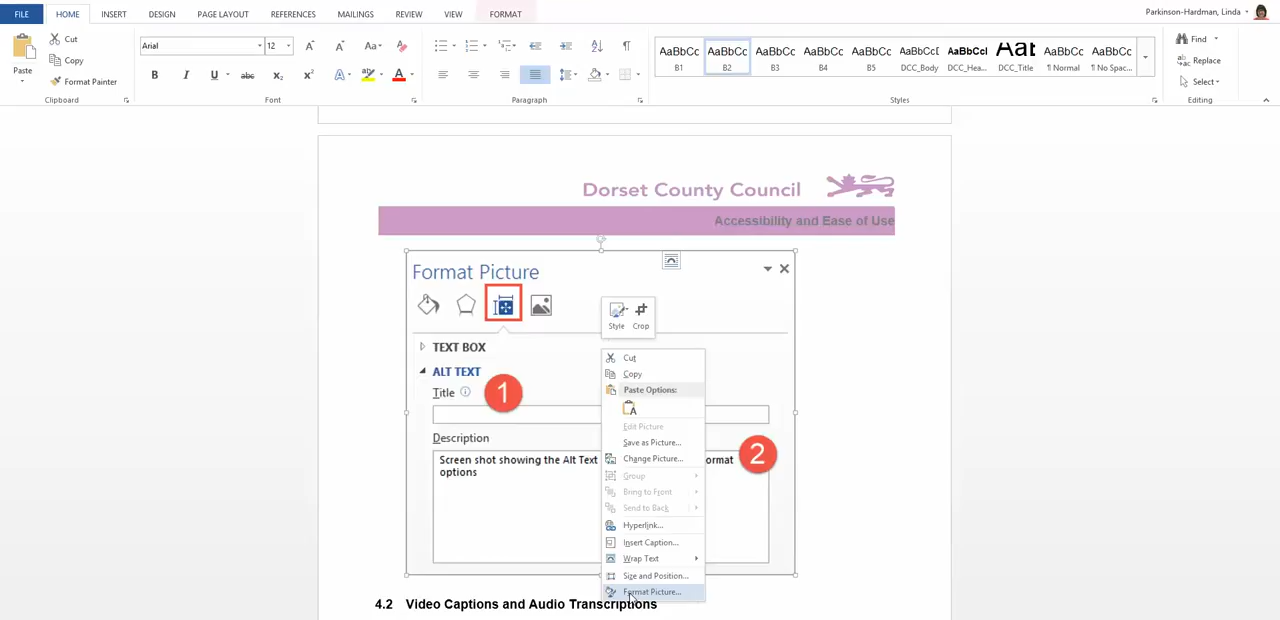 FILE HOME INSERT DESIGN PAGE LAYOUT REFERENCES MAILINGS REVIEW VIEW FORMAT Parkinson-Hardman, Linda
Paste
Cut
Copy
Format Painter
Clipboard
Arial 12
Font
Paragraph
AaBbCc AaBbCc AaBbCc AaBbCc AaBbCc AaBbCcI AaBbCcI AaBb AaBbCc AaBbCc
B1 B2 B3 B4 B5 DCC_Body DCC_Hea... DCC_Title ¶ Normal ¶ No Spac...
Styles
Find
Replace
Select
Editing
Dorset County Council
Accessibility and Ease of Use
Format Picture
TEXT BOX
ALT TEXT
Title
1
Description
Screen shot showing the Alt Text
ormat
options
2
Style Crop
Cut
Copy
Paste Options:
Edit Picture
Save as Picture...
Change Picture...
Group
Bring to Front
Send to Back
Hyperlink...
Insert Caption...
Wrap Text
Size and Position...
Format Picture...
4.2 Video Captions and Audio Transcriptions